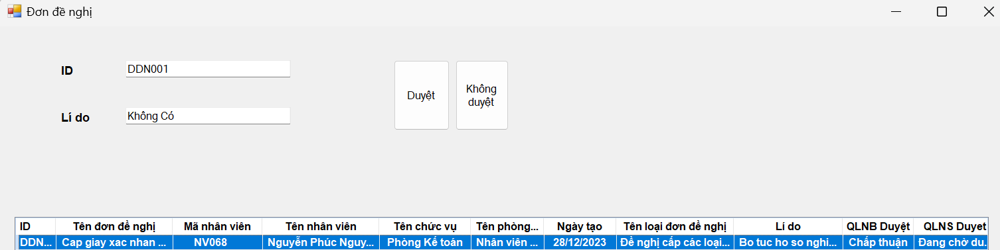 Đơn đề nghị
ID DDN001
Duyệt
Không
duyệt
Lí do Không Có
ID Tên đơn đề nghị Mã nhân viên Tên nhân viên Tên chức vụ Tên phòng... Ngày tạo Tên loại đơn đề nghị Lí do QLNB Duyệt QLNS Duyet
DDN... Cap giay xac nhan ... NV068 Nguyễn Phúc Nguy... Phòng Kế toán Nhân viên ... 28/12/2023 Đề nghị cấp các loại... Bo tuc ho so nghi... Chấp thuận Đang chờ du.